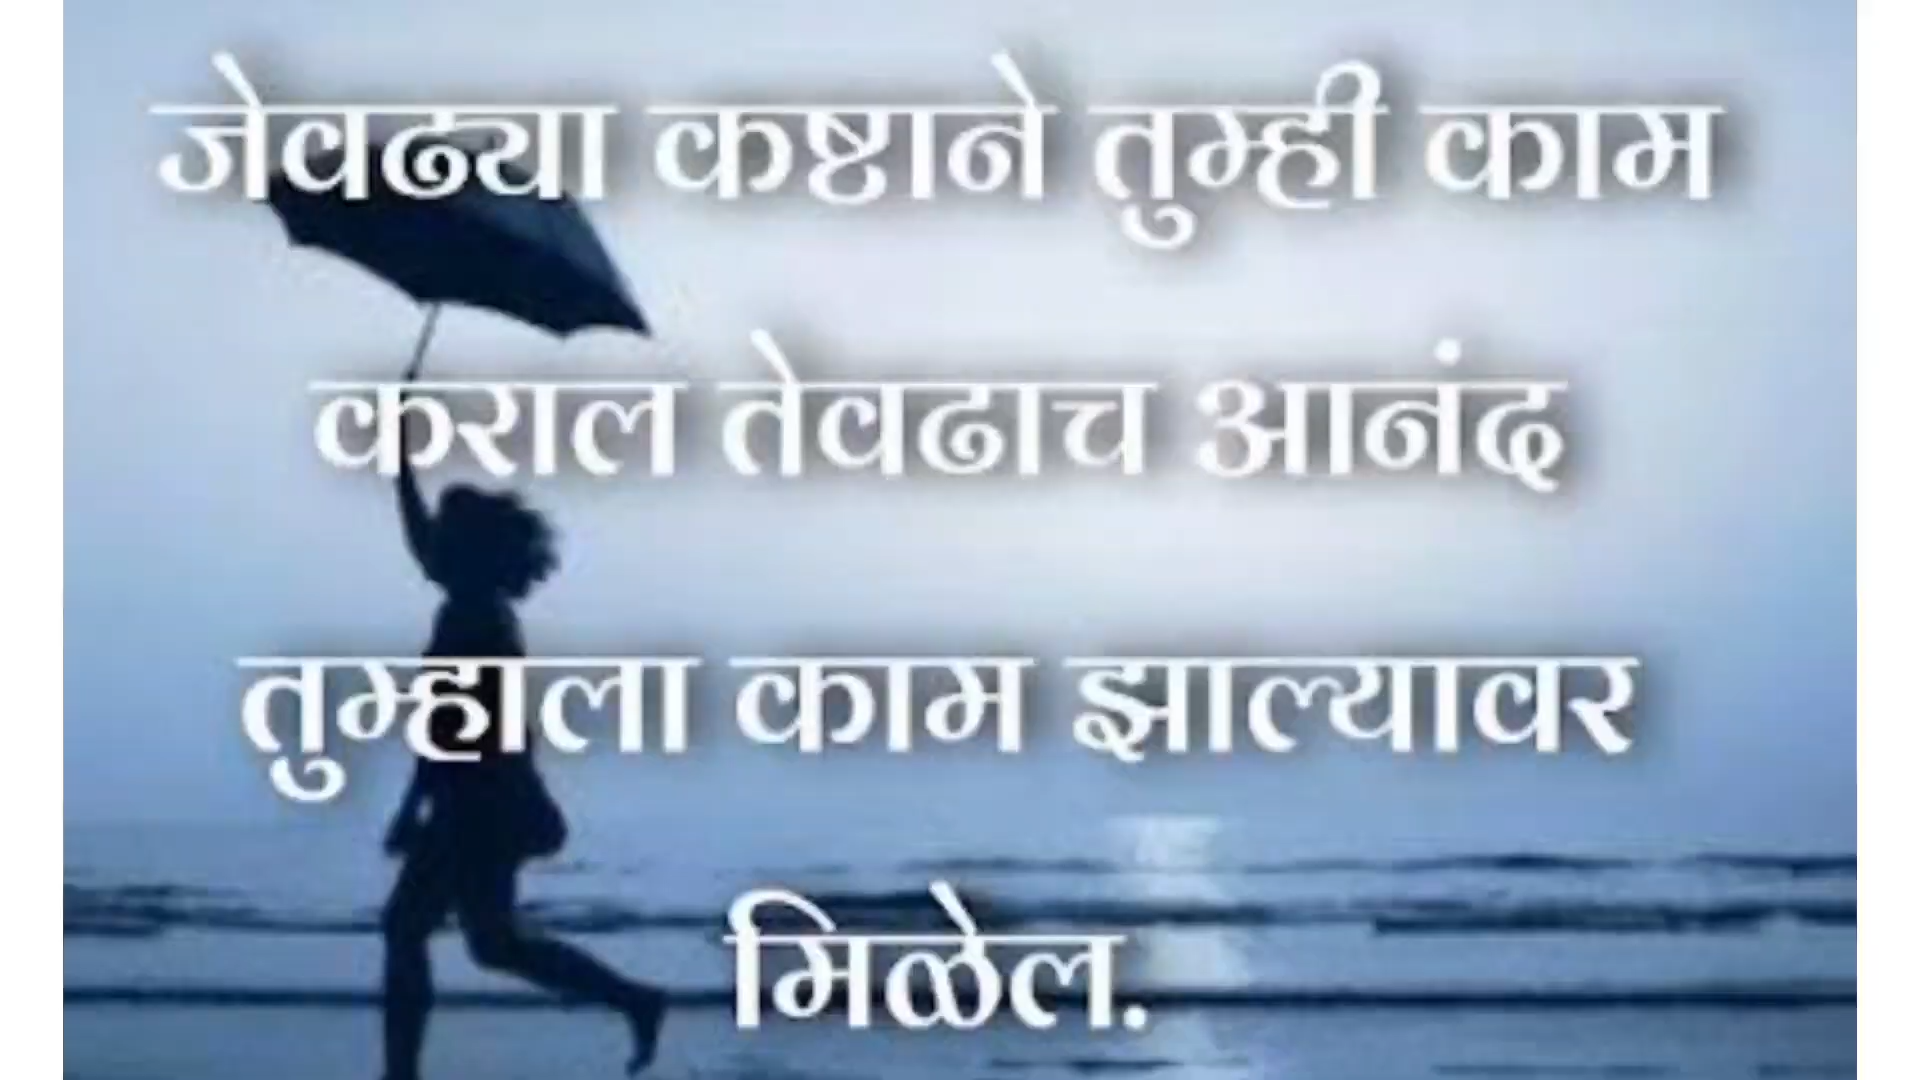 जेवढ्या कष्टाने तुम्ही काम
कराल तेवढाच आनंद
तुम्हाला काम झाल्यावर
मिळेल.